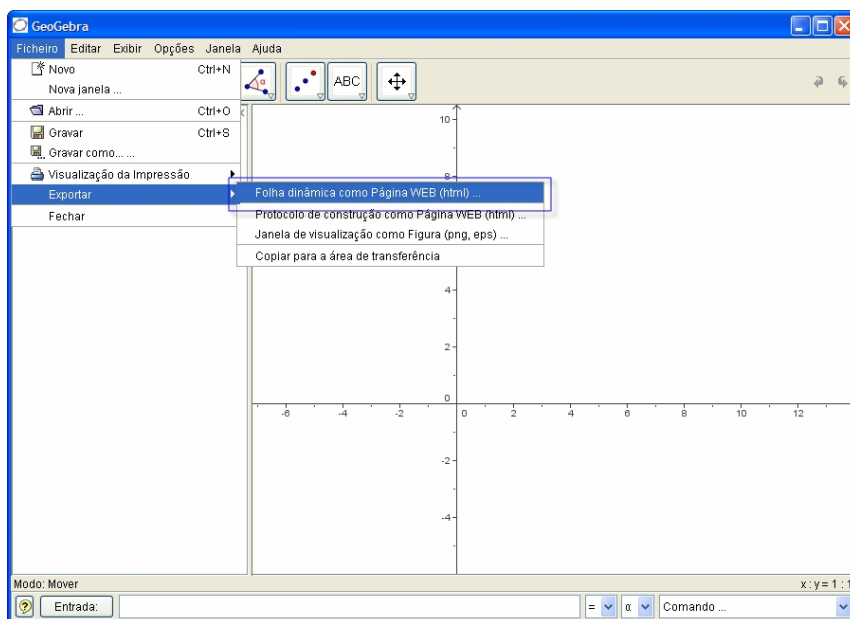 GeoGebra
Ficheiro Editar Exibir Opções Janela Ajuda
Novo Ctrl+N
Nova janela ...
Abrir ... Ctrl+O
Gravar Ctrl+S
Gravar como... ...
Visualização da Impressão
Exportar
Fechar
Folha dinâmica como Página WEB (html) ...
Protocolo de construção como Página WEB (html) ...
Janela de visualização como Figura (png, eps) ...
Copiar para a área de transferência
α ABC
10
8
4
2
0
-6 -4 -2 0 2 4 6 8 10 12
-2
-4
Modo: Mover x : y = 1 : 1
Entrada: = α Comando ...